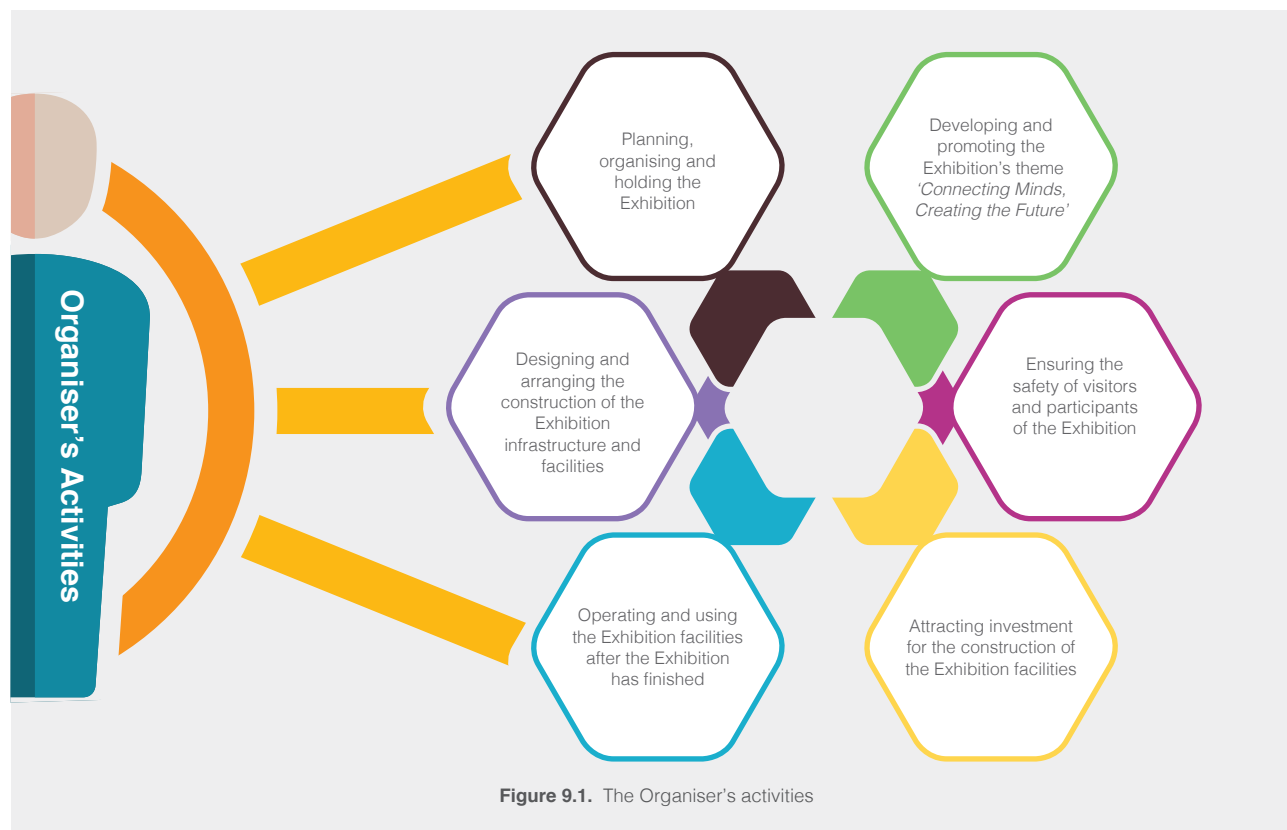 Organiser's Activities
Planning,
organising and
holding the
Exhibition
Developing and
promoting the
Exhibition's theme
‘Connecting Minds,
Creating the Future’
Designing and
arranging the
construction of the
Exhibition
infrastructure and
facilities
Ensuring the
safety of visitors
and participants
of the Exhibition
Operating and using
the Exhibition facilities
after the Exhibition
has finished
Attracting investment
for the construction of
the Exhibition facilities
Figure 9.1. The Organiser's activities